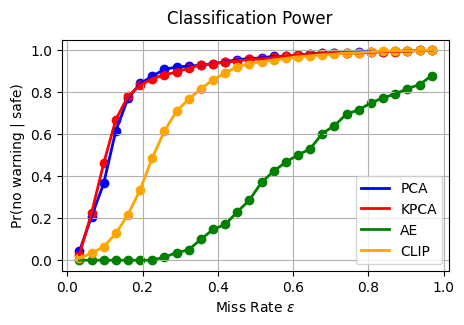 Classification Power
Pr(no warning | safe)
1.0
0.8
0.6
0.4
0.2
0.0
0.0 0.2 0.4 0.6 0.8 1.0
Miss Rate ε
PCA
KPCA
AE
CLIP